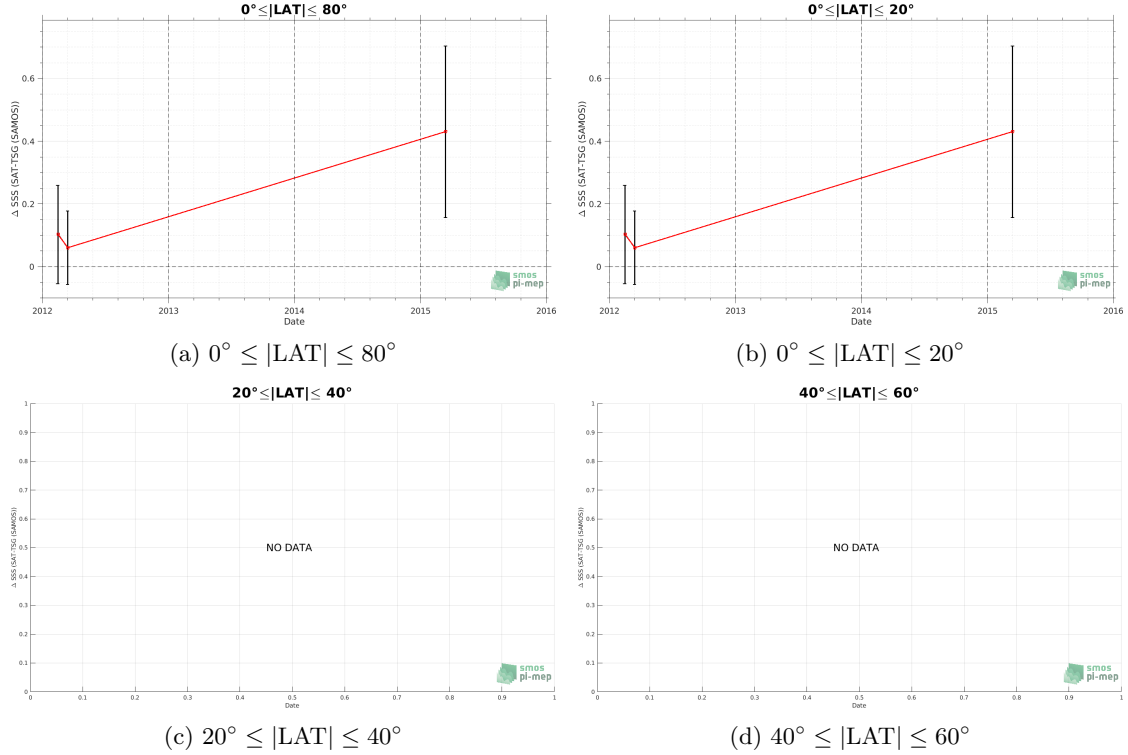 0°≤|LAT|≤ 80°
Δ SSS (SAT-TSG (SAMOS))
0.6
0.4
0.2
0
2012
2013
2014
2015
2016
Date
smos
pi-mep
(a) 0° ≤ |LAT| ≤ 80°
0°≤|LAT|≤ 20°
Δ SSS (SAT-TSG (SAMOS))
0.6
0.4
0.2
0
2012
2013
2014
2015
2016
Date
smos
pi-mep
(b) 0° ≤ |LAT| ≤ 20°
20°≤|LAT|≤ 40°
Δ SSS (SAT-TSG (SAMOS))
1
0.9
0.8
0.7
0.6
0.5
0.4
0.3
0.2
0.1
0
NO DATA
0
0.1
0.2
0.3
0.4
0.5
0.6
0.7
0.8
0.9
1
Date
smos
pi-mep
(c) 20° ≤ |LAT| ≤ 40°
40°≤|LAT|≤ 60°
Δ SSS (SAT-TSG (SAMOS))
1
0.9
0.8
0.7
0.6
0.5
0.4
0.3
0.2
0.1
0
NO DATA
0
0.1
0.2
0.3
0.4
0.5
0.6
0.7
0.8
0.9
1
Date
smos
pi-mep
(d) 40° ≤ |LAT| ≤ 60°